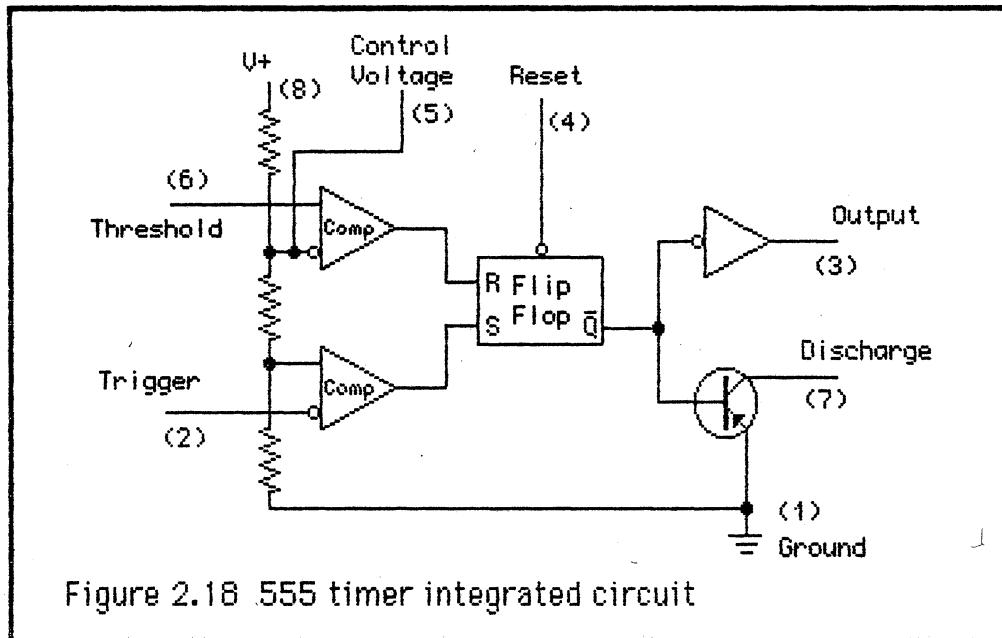 Control
V+
Voltage
Reset
(8)
(5)
(4)
(6)
Threshold
Comp
Output
(3)
R Flip
S Flop Q̅
Discharge
Trigger
Comp
(7)
(2)
(1)
Ground
Figure 2.18 555 timer integrated circuit